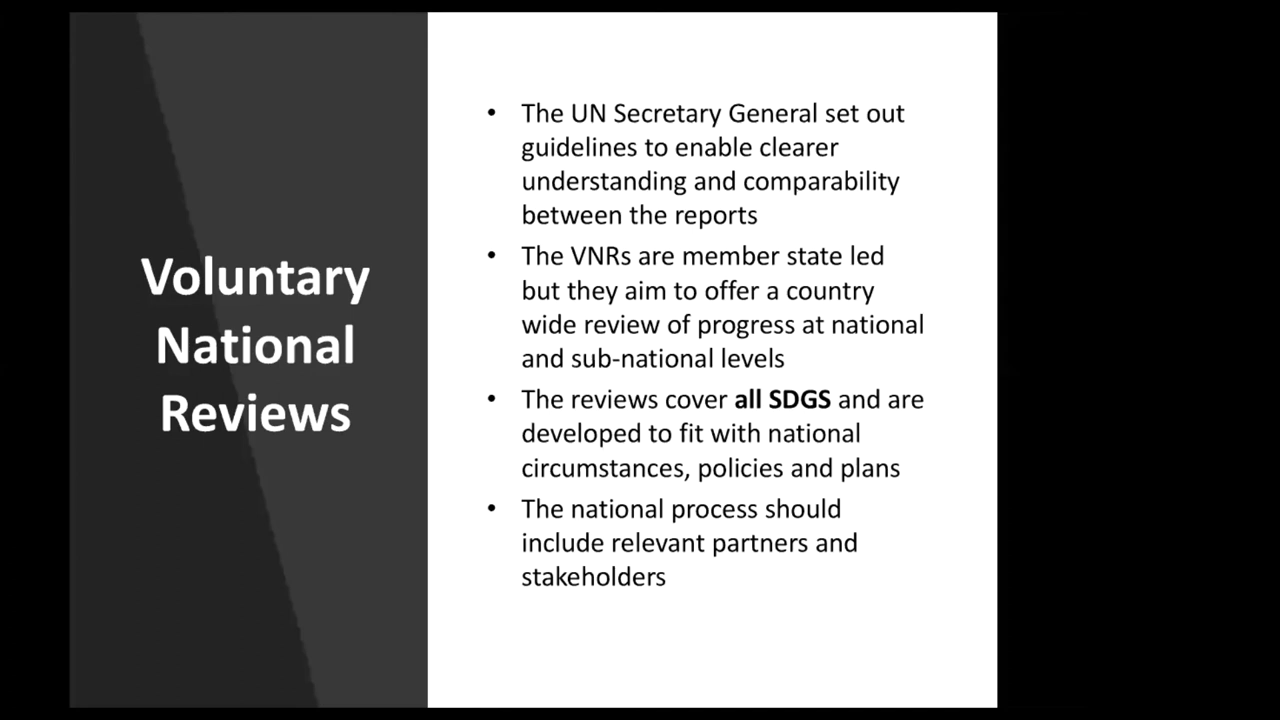 Voluntary
National
Reviews
• The UN Secretary General set out
guidelines to enable clearer
understanding and comparability
between the reports
• The VNRs are member state led
but they aim to offer a country
wide review of progress at national
and sub-national levels
• The reviews cover all SDGS and are
developed to fit with national
circumstances, policies and plans
• The national process should
include relevant partners and
stakeholders